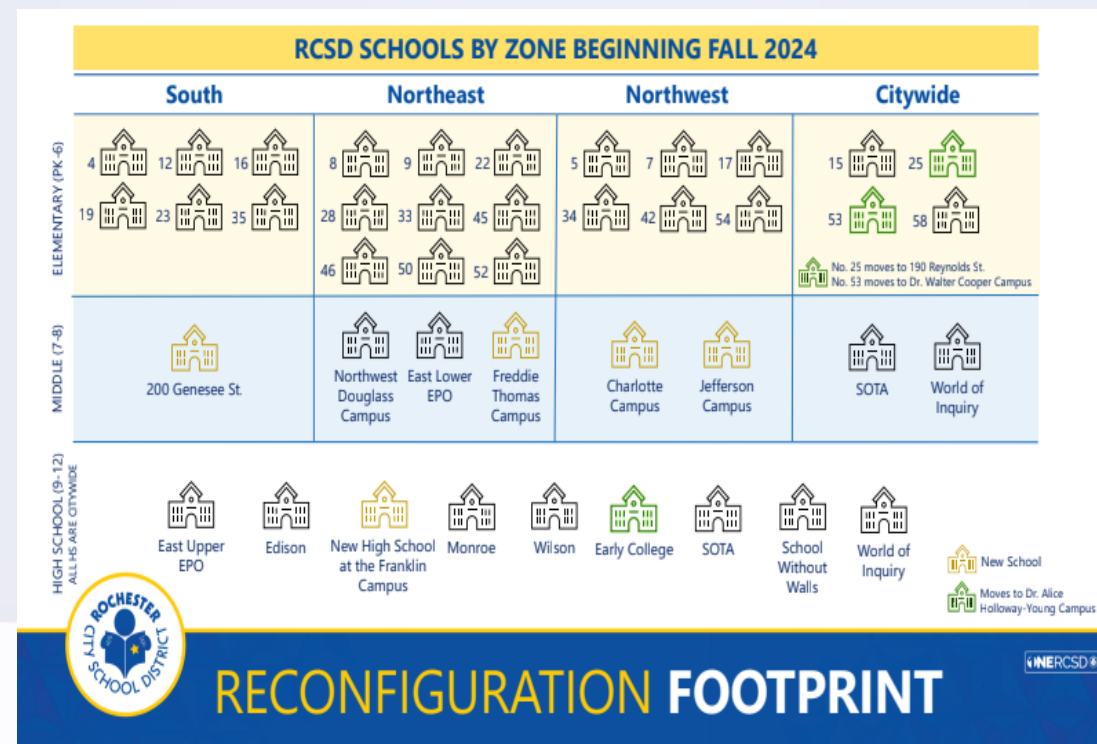 RCSD SCHOOLS BY ZONE BEGINNING FALL 2024
South Northeast Northwest Citywide
ELEMENTARY (PK-6)
4 12 16 8 9 22 5 7 17 15 25
19 23 35 28 33 45 34 42 54 53 58
46 50 52
No. 25 moves to 190 Reynolds St.
No. 53 moves to Dr. Walter Cooper Campus
MIDDLE (7-8)
200 Genesee St.
Northwest
Douglass
Campus
East Lower
EPO
Freddie
Thomas
Campus
Charlotte
Campus
Jefferson
Campus
SOTA
World of
Inquiry
HIGH SCHOOL (9-12)
ALL HS ARE CITYWIDE
East Upper
EPO
Edison
New High School
at the Franklin
Campus
Monroe
Wilson
Early College
SOTA
School
Without
Walls
World of
Inquiry
New School
Moves to Dr. Alice
Holloway-Young Campus
ROCHESTER
CITY SCHOOL DISTRICT
RECONFIGURATION FOOTPRINT
ONERCSD